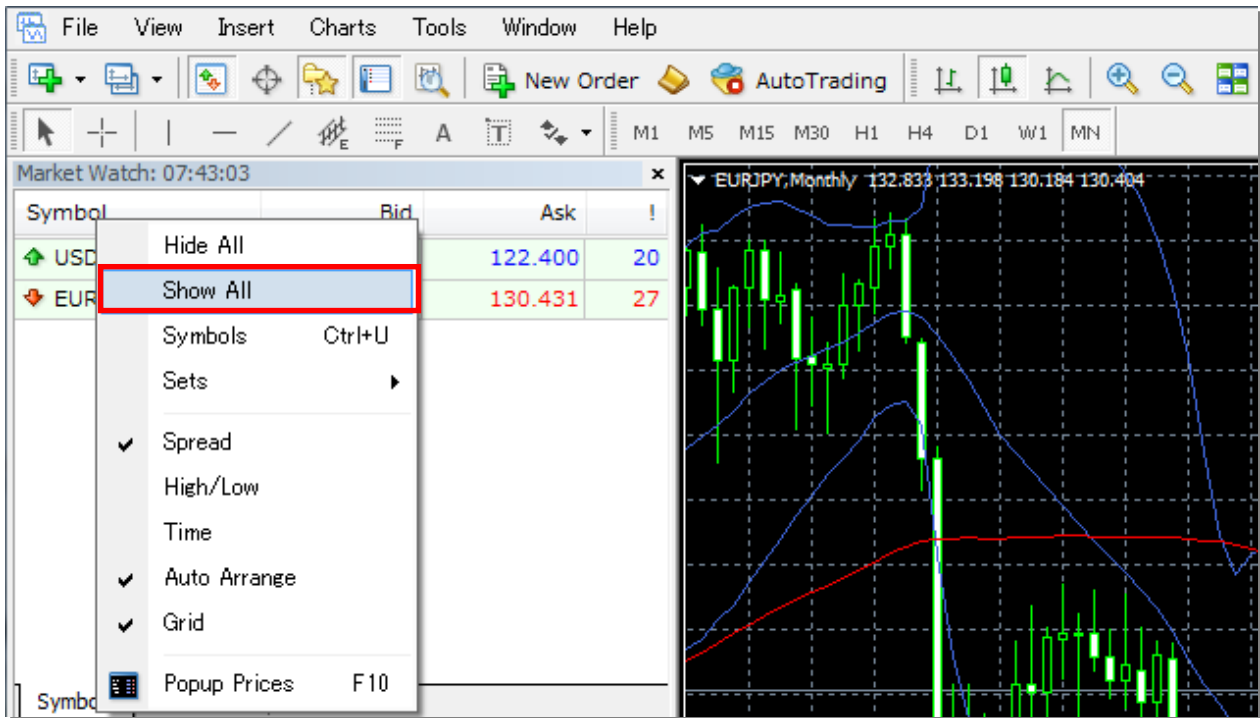 File View Insert Charts Tools Window Help
New Order AutoTrading
E F A T M1 M5 M15 M30 H1 H4 D1 W1 MN
Market Watch: 07:43:03
EURJPY,Monthly 132.833 133.198 130.184 130.404
Symbol Bid Ask !
USD 122.400 20
EUR 130.431 27
Hide All
Show All
Symbols Ctrl+U
Sets
Spread
High/Low
Time
Auto Arrange
Grid
Popup Prices F10
Symbo